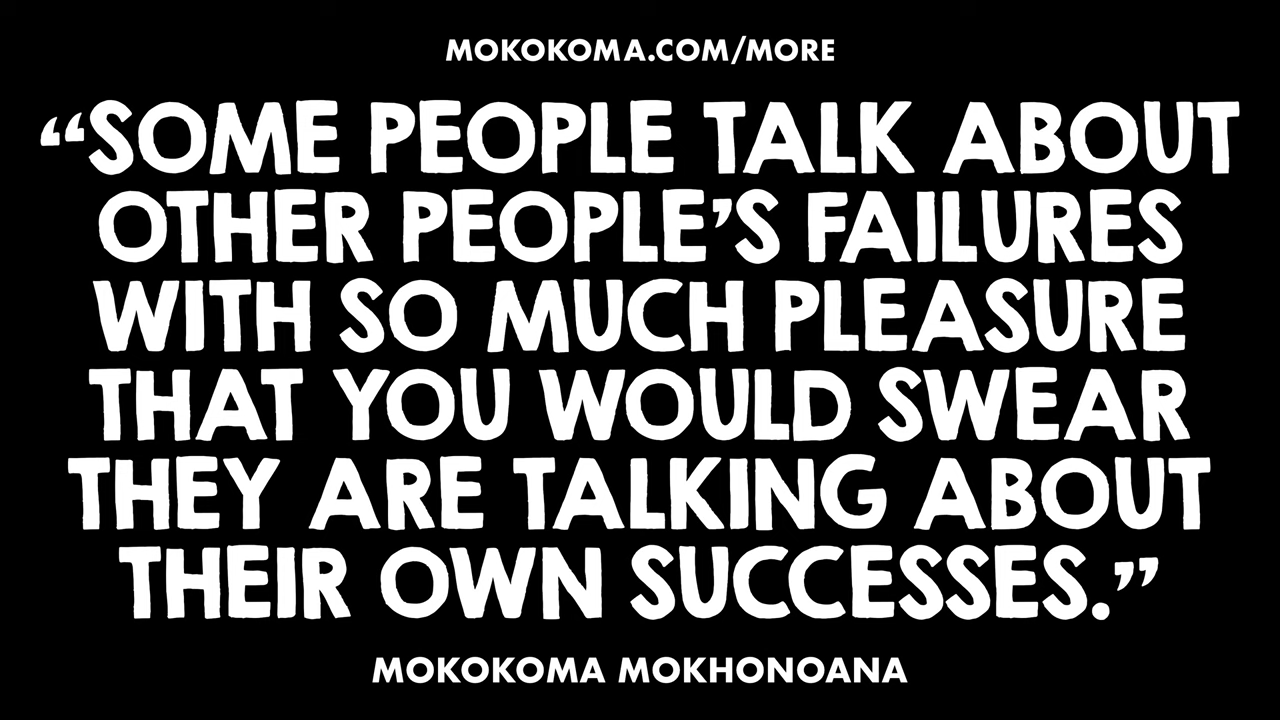 MOKOKOMA.COM/MORE
“SOME PEOPLE TALK ABOUT
OTHER PEOPLE’S FAILURES
WITH SO MUCH PLEASURE
THAT YOU WOULD SWEAR
THEY ARE TALKING ABOUT
THEIR OWN SUCCESSES.”
MOKOKOMA MOKHONOANA